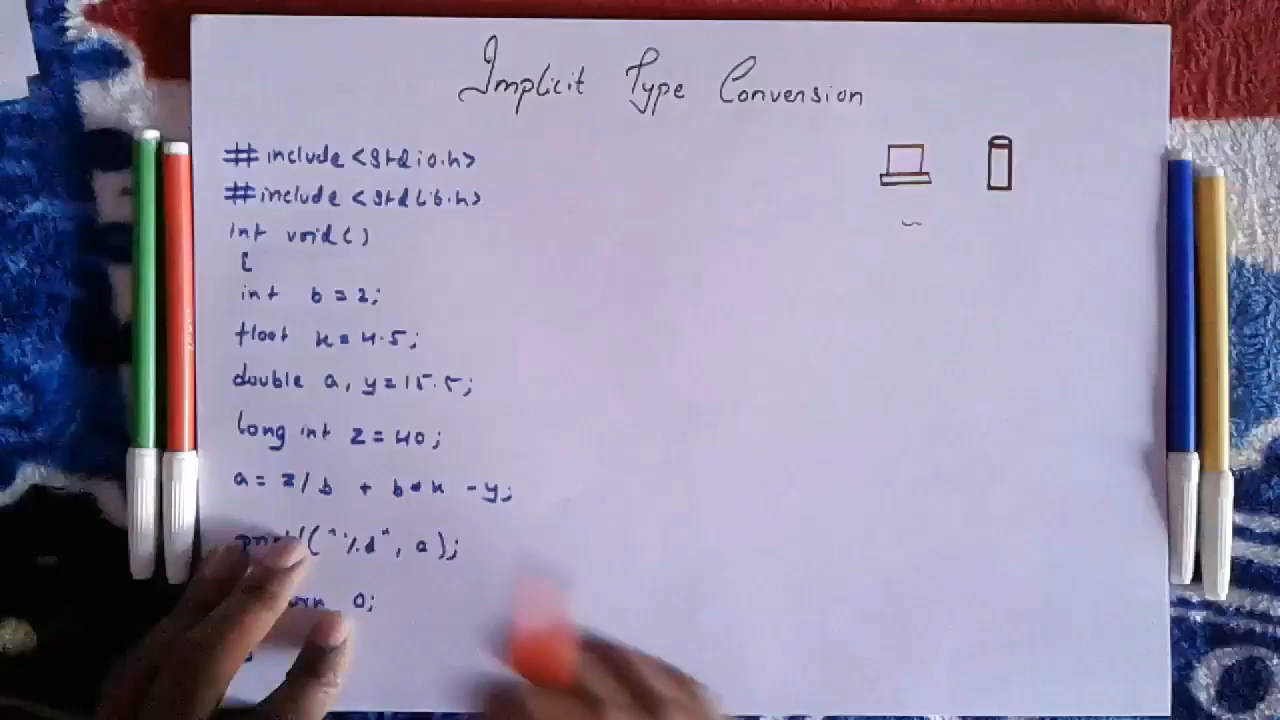 Implicit Type Conversion
#include <stdio.h>
#include <stdlib.h>
int void()
{
int b = 2;
float x = 4.5;
double a, y = 15.5;
long int z = 40;
a = z/b + b*x - y;
("%d", a);
0;